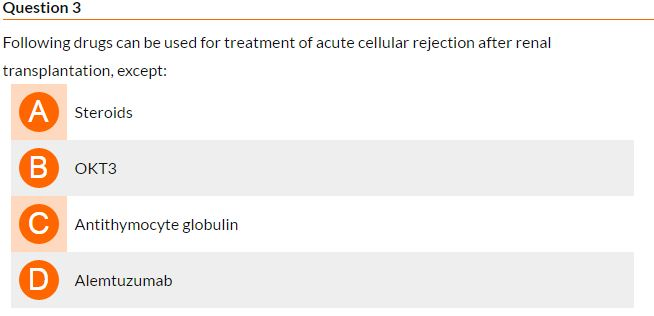 Question 3
Following drugs can be used for treatment of acute cellular rejection after renal
transplantation, except:
A Steroids
B OKT3
C Antithymocyte globulin
D Alemtuzumab